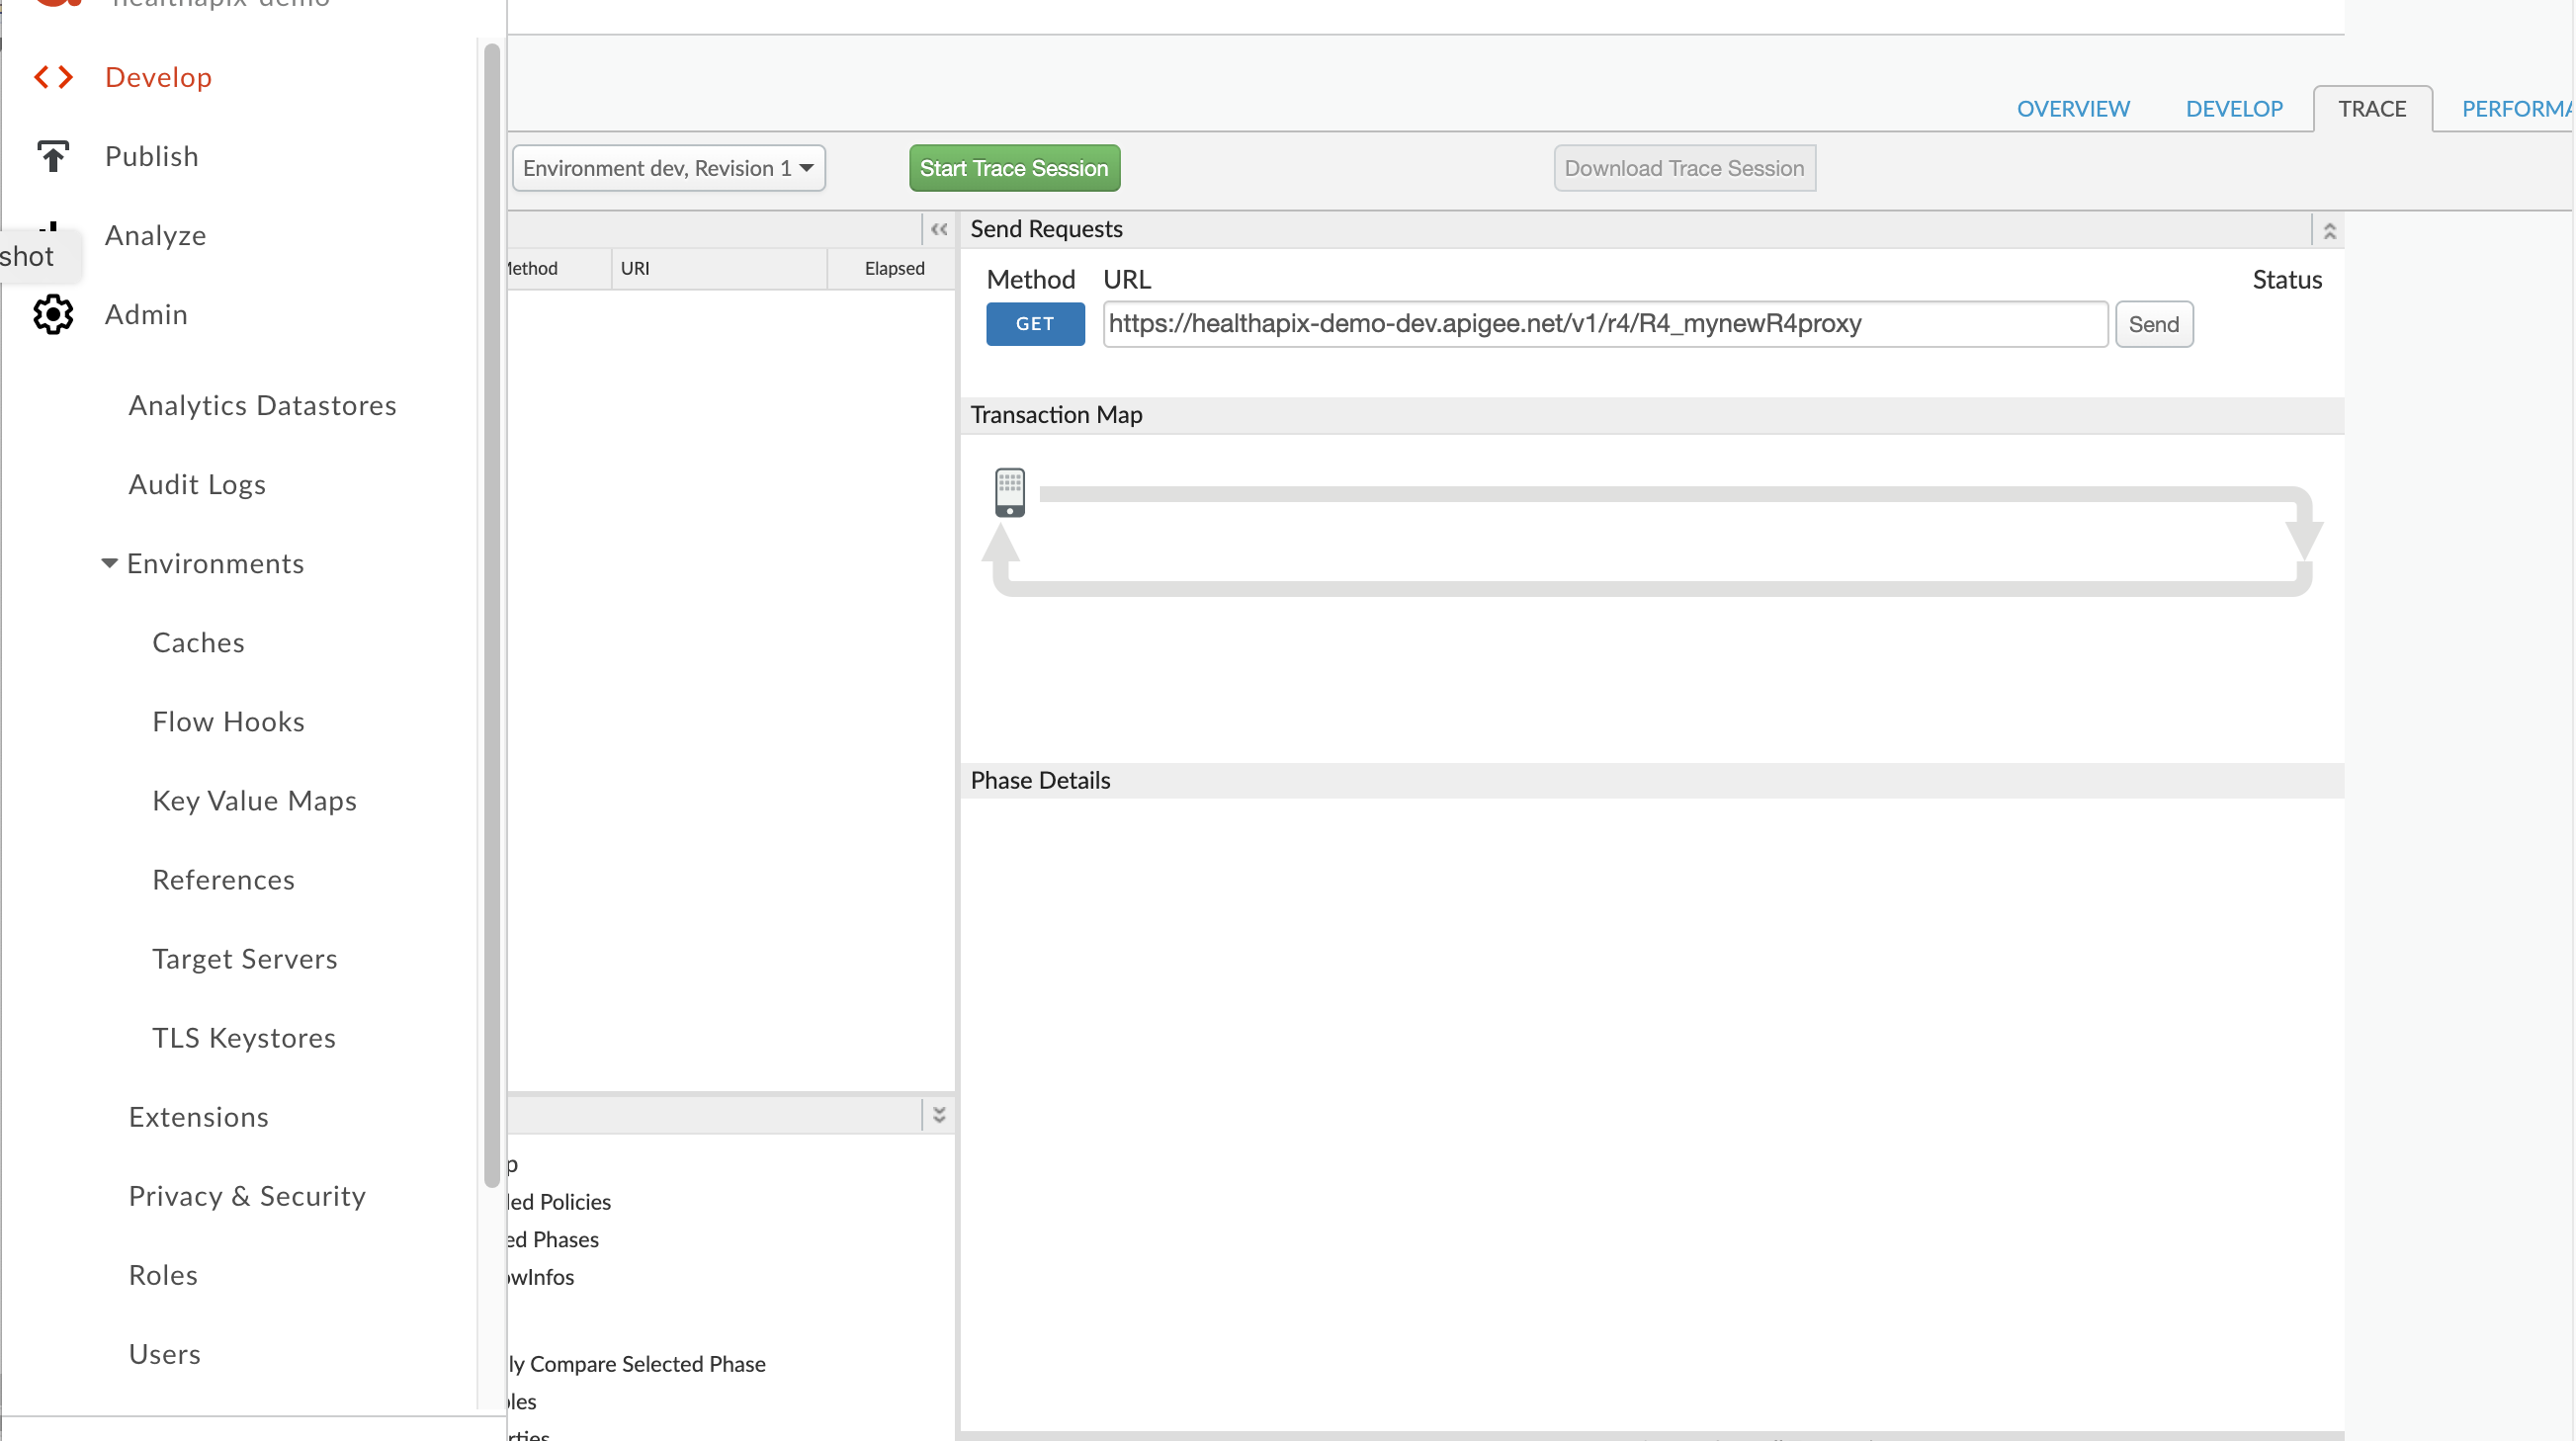 healthapix-demo
Develop
Publish
Analyze
shot
Admin
Analytics Datastores
Audit Logs
Environments
Caches
Flow Hooks
Key Value Maps
References
Target Servers
TLS Keystores
Extensions
Privacy & Security
Roles
Users
OVERVIEW DEVELOP TRACE PERFORMA
Environment dev, Revision 1 Start Trace Session Download Trace Session
Method URI Elapsed
Send Requests
Method URL Status
GET https://healthapix-demo-dev.apigee.net/v1/r4/R4_mynewR4proxy Send
Transaction Map
Phase Details
p
led Policies
ed Phases
owInfos
ly Compare Selected Phase
bles
rties